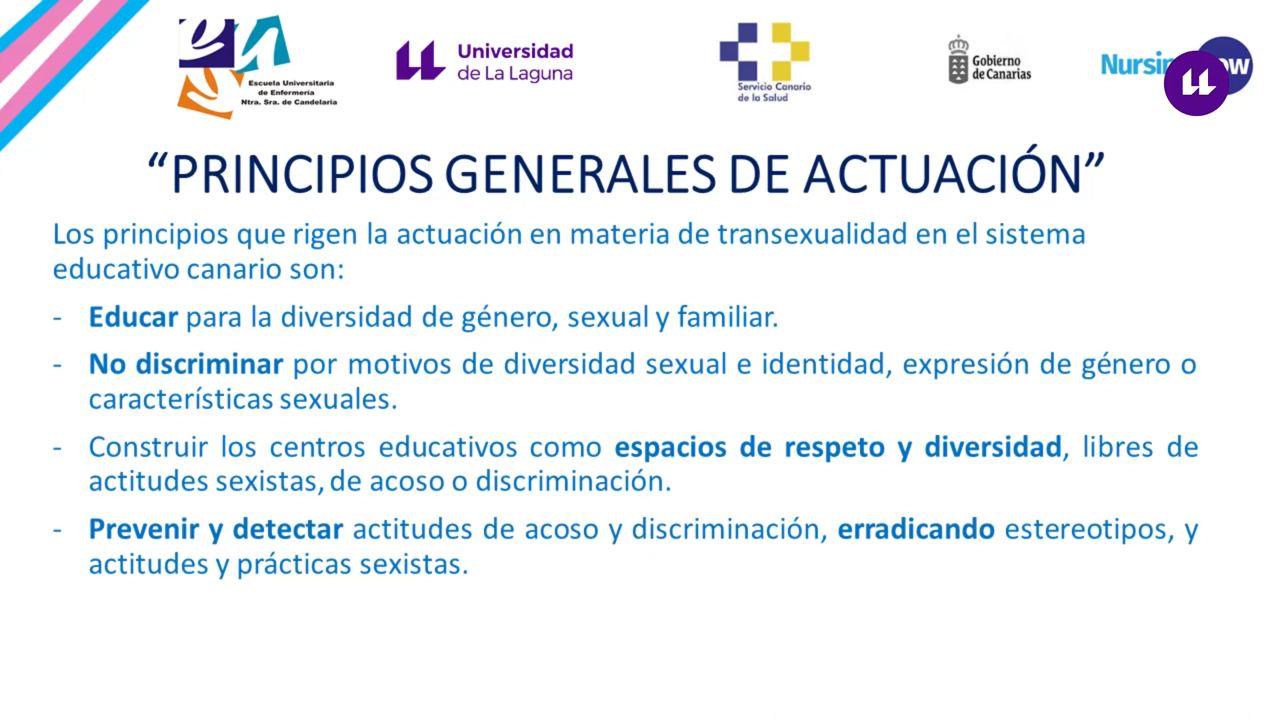 en
Escuela Universitaria
de Enfermería
Ntra. Sra. de Candelaria
Universidad
de La Laguna
Servicio Canario
de la Salud
Gobierno
de Canarias
“PRINCIPIOS GENERALES DE ACTUACIÓN”
Los principios que rigen la actuación en materia de transexualidad en el sistema
educativo canario son:
- Educar para la diversidad de género, sexual y familiar.
- No discriminar por motivos de diversidad sexual e identidad, expresión de género o
características sexuales.
- Construir los centros educativos como espacios de respeto y diversidad, libres de
actitudes sexistas, de acoso o discriminación.
- Prevenir y detectar actitudes de acoso y discriminación, erradicando estereotipos, y
actitudes y prácticas sexistas.